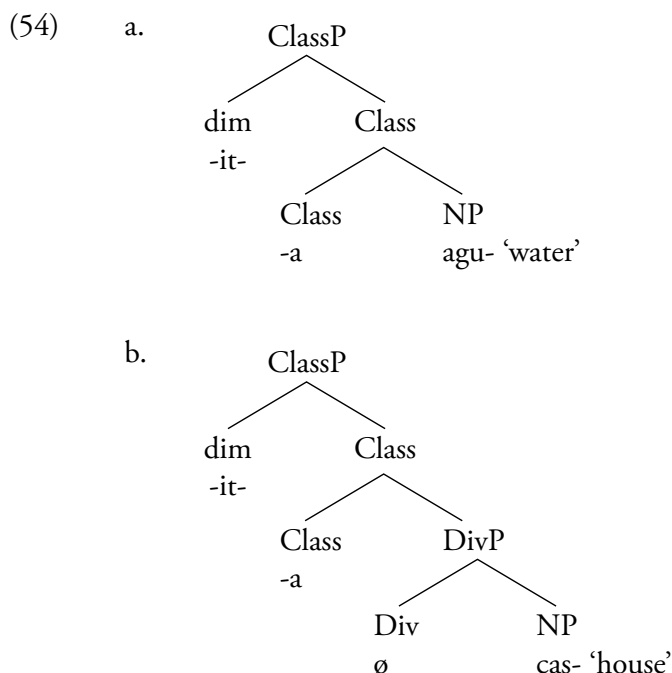 (54) a. ClassP
dim Class
-it-
Class NP
-a agu- ‘water’
b. ClassP
dim Class
-it-
Class DivP
-a
Div NP
ø cas- ‘house’